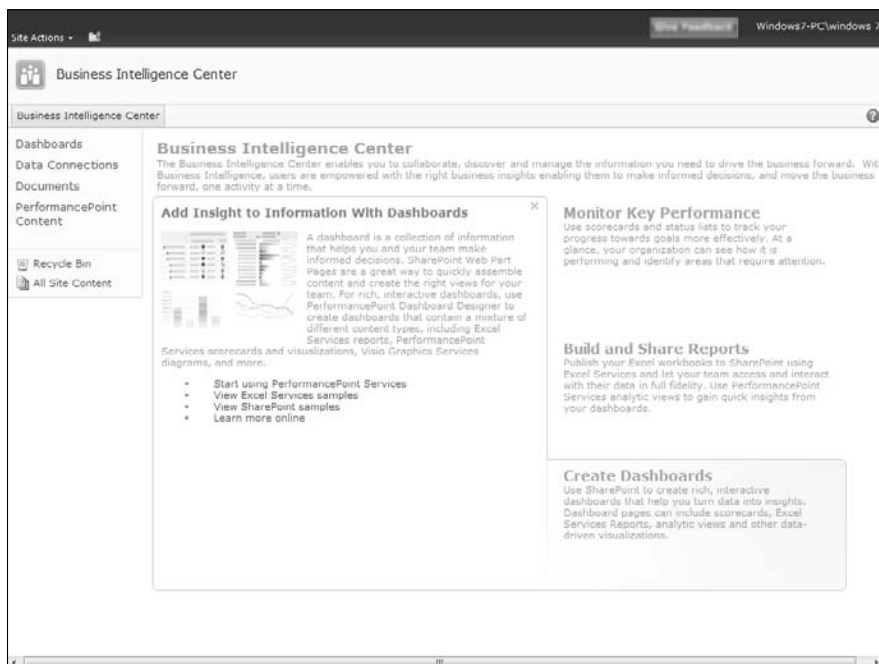 Site Actions
Give Feedback
Windows7-PC\windows 7
Business Intelligence Center
Business Intelligence Center
Dashboards
Data Connections
Documents
PerformancePoint
Content
Recycle Bin
All Site Content
Business Intelligence Center
The Business Intelligence Center enables you to collaborate, discover and manage the information you need to drive the business forward. With
Business Intelligence, users are empowered with the right business insights enabling them to make informed decisions, and move the business
forward, one activity at a time.
Add Insight to Information With Dashboards
A dashboard is a collection of information
that helps you and your team make
informed decisions. SharePoint Web Part
Pages are a great way to quickly assemble
content and create the right views for your
team. For rich, interactive dashboards, use
PerformancePoint Dashboard Designer to
create dashboards that contain a mixture of
different content types, including Excel
Services reports, PerformancePoint
Services scorecards and visualizations, Visio Graphics Services
diagrams, and more.
Start using PerformancePoint Services
View Excel Services samples
View SharePoint samples
Learn more online
Monitor Key Performance
Use scorecards and status lists to track your
progress towards goals more effectively. At a
glance, your organization can see how it is
performing and identify areas that require attention.
Build and Share Reports
Publish your Excel workbooks to SharePoint using
Excel Services and let your team access and interact
with their data in full fidelity. Use PerformancePoint
Services analytic views to gain quick insights from
your dashboards.
Create Dashboards
Use SharePoint to create rich, interactive
dashboards that help you turn data into insights.
Dashboard pages can include scorecards, Excel
Services Reports, analytic views and other data-
driven visualizations.